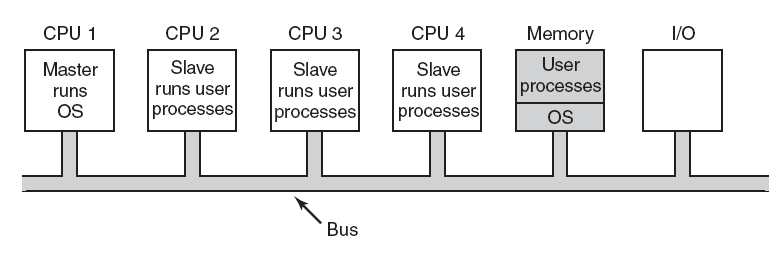 CPU 1
CPU 2
CPU 3
CPU 4
Memory
I/O
Master
runs
OS
Slave
runs user
processes
Slave
runs user
processes
Slave
runs user
processes
User
processes
OS
Bus